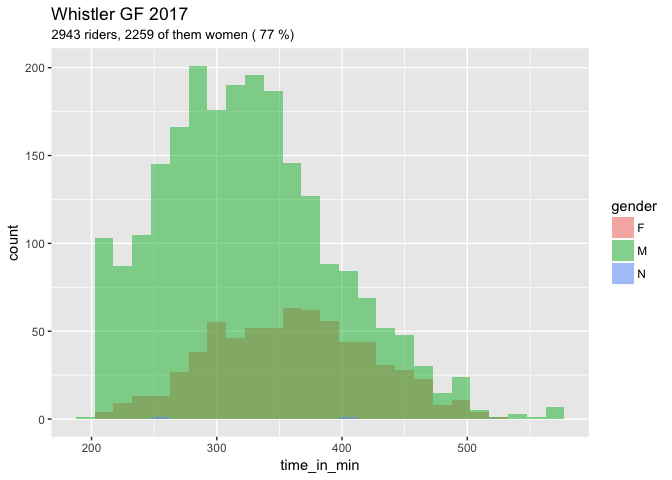 Whistler GF 2017
2943 riders, 2259 of them women ( 77 %)
200
150
100
50
0
count
200
300
400
500
time_in_min
gender
F
M
N